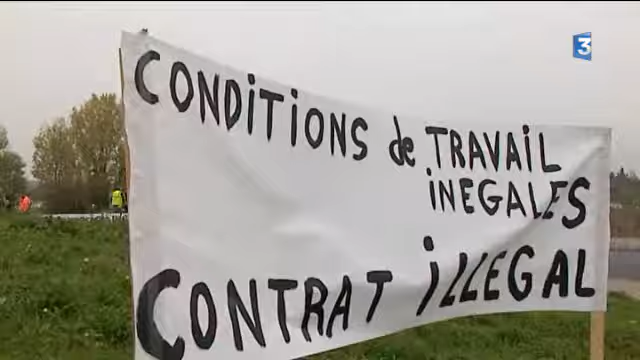 3
CONDITIONS de TRAVAIL
INEGALES
CONTRAT ILLEGAL